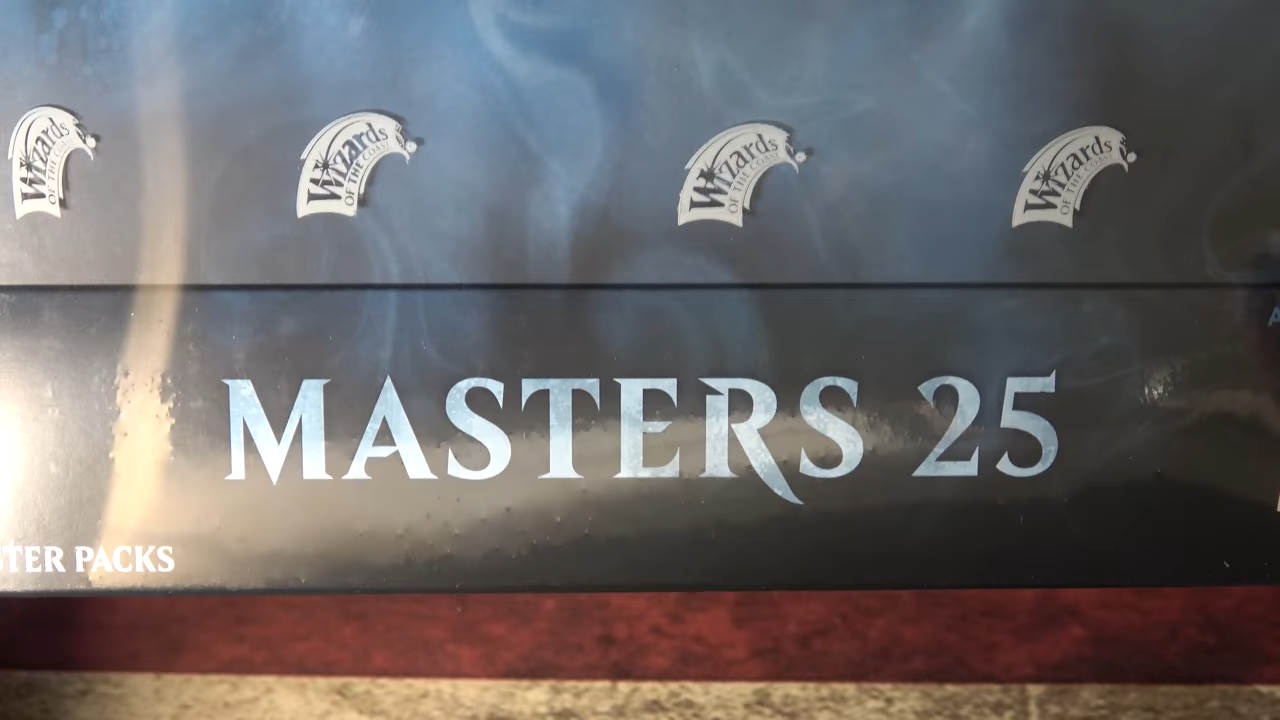 Wizards OF THE COAST Wizards OF THE COAST Wizards OF THE COAST Wizards OF THE COAST
MASTERS 25
TER PACKS